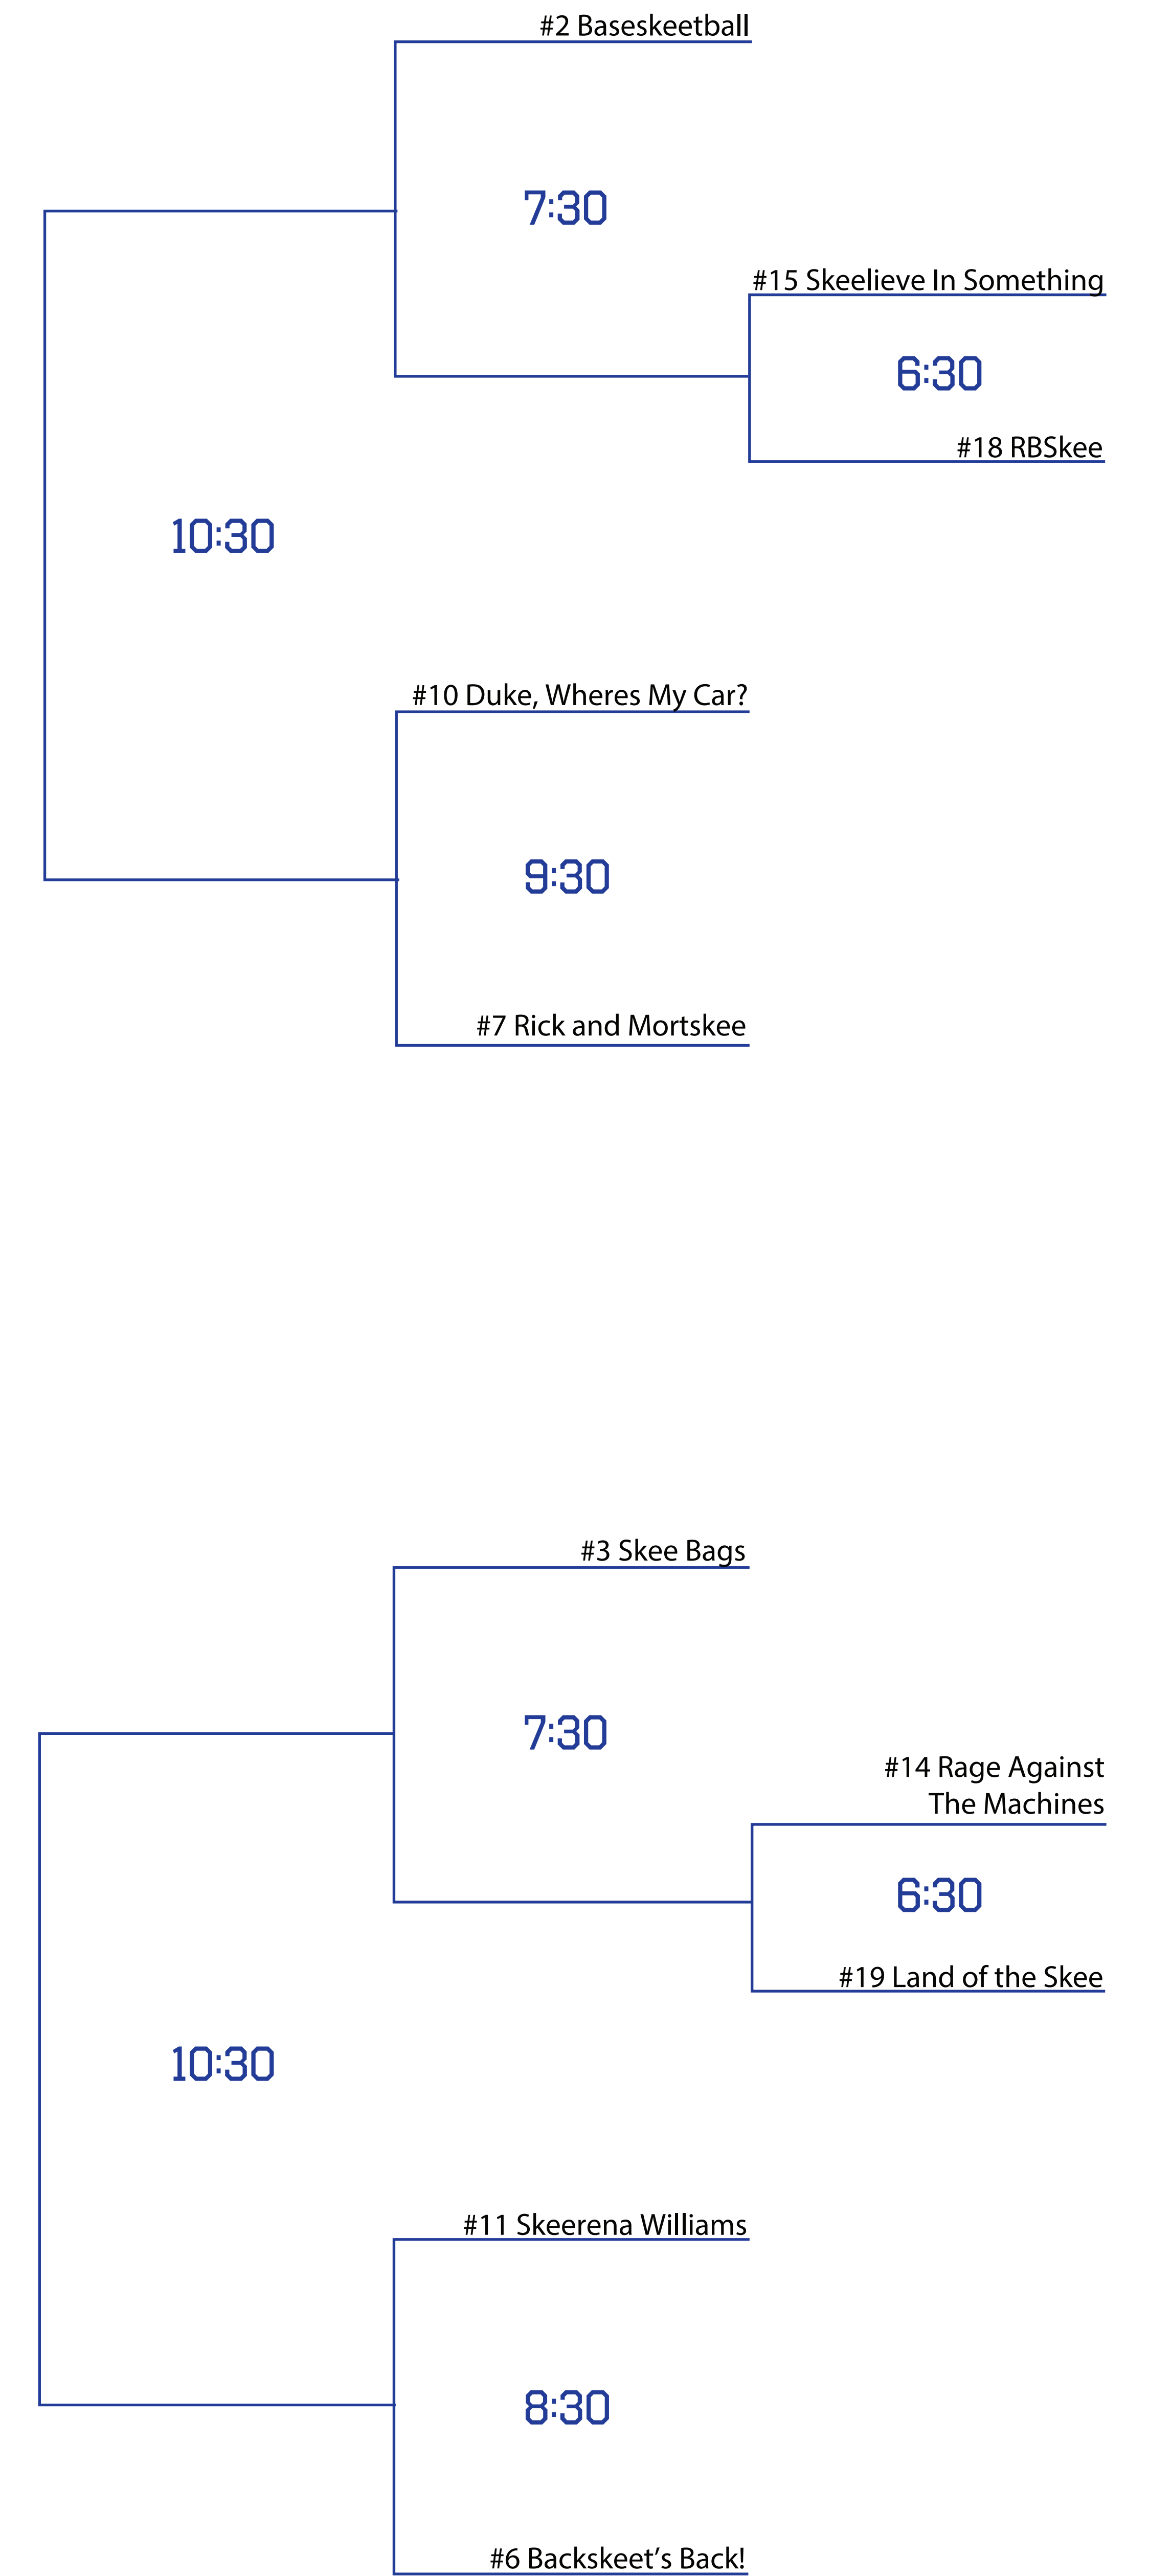 #2 Baseskeetball
7:30
#15 Skeelieve In Something
6:30
#18 RBSkee
10:30
#10 Duke, Wheres My Car?
9:30
#7 Rick and Mortskee
#3 Skee Bags
7:30
#14 Rage Against
The Machines
6:30
#19 Land of the Skee
10:30
#11 Skeerena Williams
8:30
#6 Backskeet’s Back!